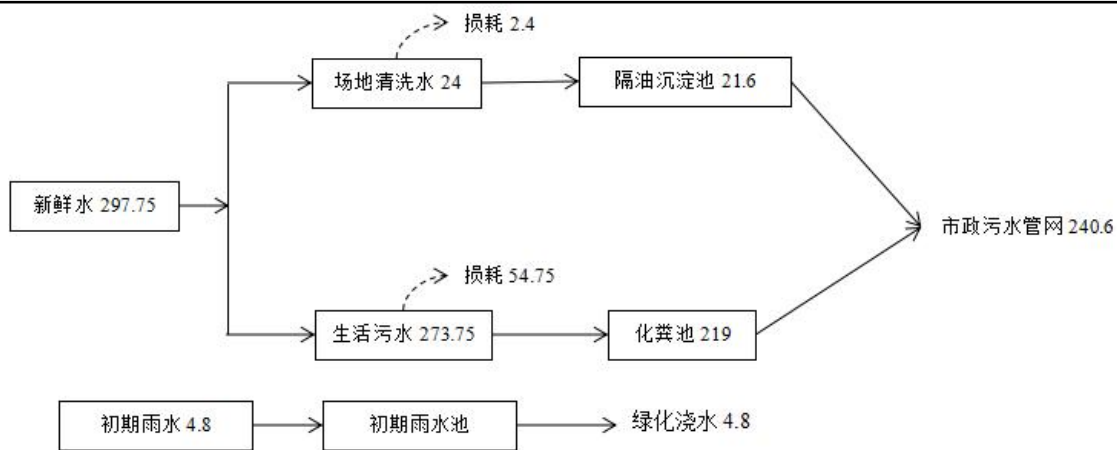 损耗 2.4
场地清洗水 24
隔油沉淀池 21.6
新鲜水 297.75
市政污水管网 240.6
损耗 54.75
生活污水 273.75
化粪池 219
初期雨水 4.8
初期雨水池
绿化浇水 4.8